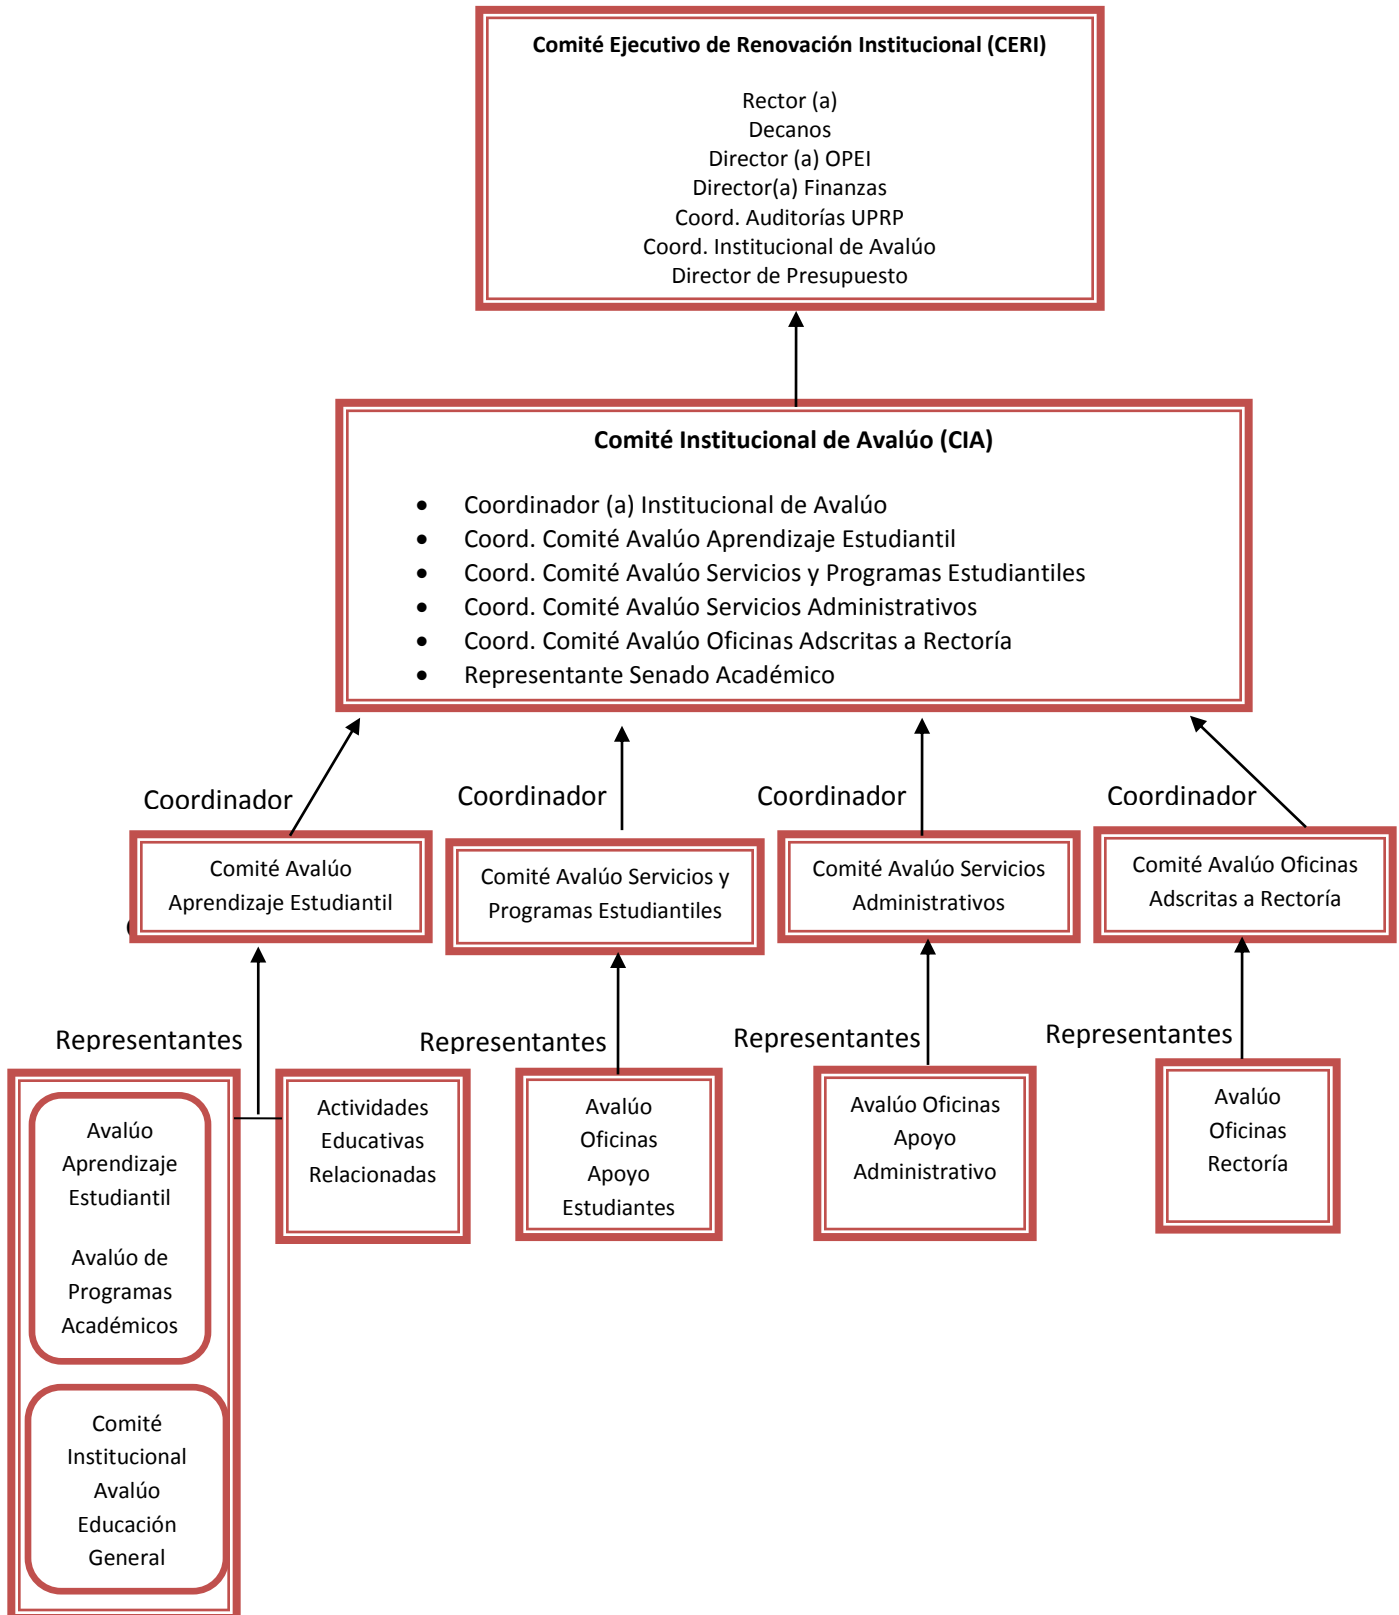 Comité Ejecutivo de Renovación Institucional (CERI)
Rector (a)
Decanos
Director (a) OPEI
Director(a) Finanzas
Coord. Auditorías UPRP
Coord. Institucional de Avalúo
Director de Presupuesto
Comité Institucional de Avalúo (CIA)
• Coordinador (a) Institucional de Avalúo
• Coord. Comité Avalúo Aprendizaje Estudiantil
• Coord. Comité Avalúo Servicios y Programas Estudiantiles
• Coord. Comité Avalúo Servicios Administrativos
• Coord. Comité Avalúo Oficinas Adscritas a Rectoría
• Representante Senado Académico
Coordinador
Coordinador
Coordinador
Coordinador
Comité Avalúo
Aprendizaje Estudiantil
Comité Avalúo Servicios y
Programas Estudiantiles
Comité Avalúo Servicios
Administrativos
Comité Avalúo Oficinas
Adscritas a Rectoría
Representantes
Representantes
Representantes
Representantes
Avalúo
Aprendizaje
Estudiantil
Avalúo de
Programas
Académicos
Comité
Institucional
Avalúo
Educación
General
Actividades
Educativas
Relacionadas
Avalúo
Oficinas
Apoyo
Estudiantes
Avalúo Oficinas
Apoyo
Administrativo
Avalúo
Oficinas
Rectoría